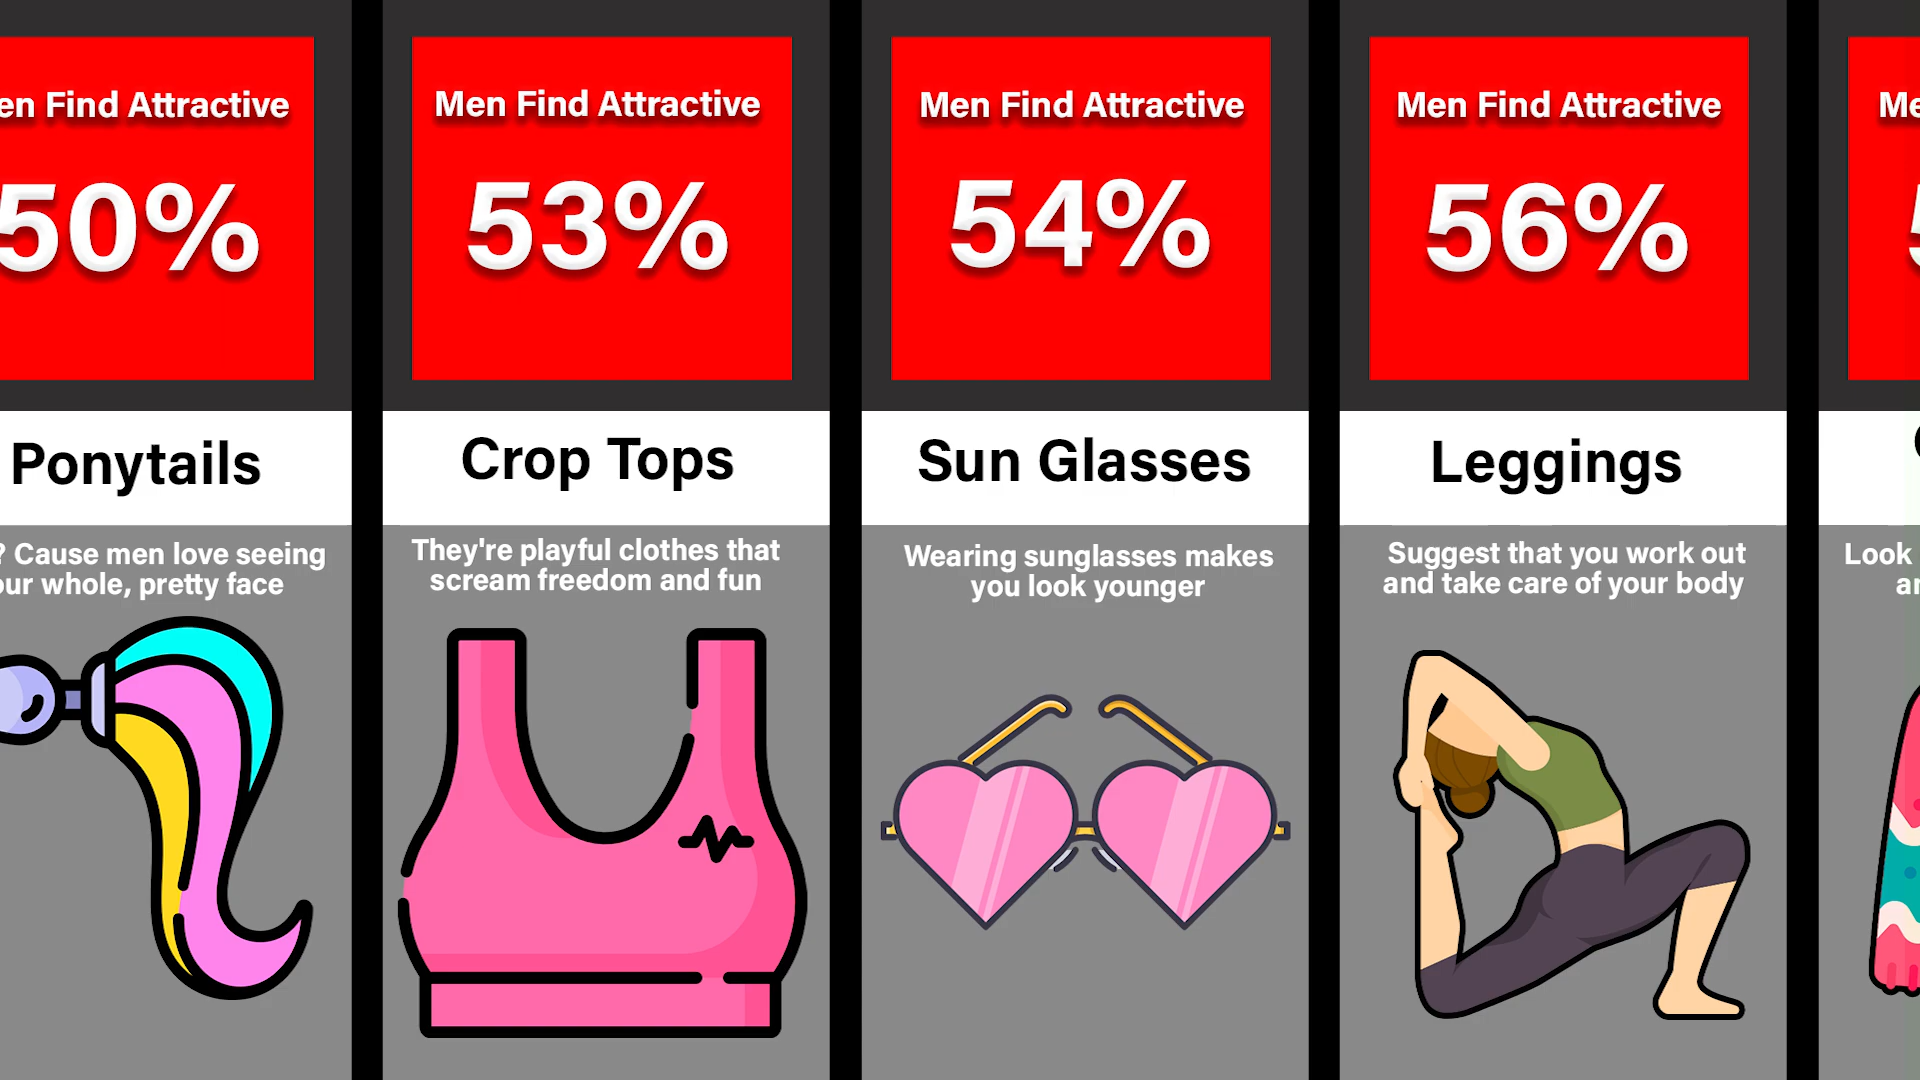 en Find Attractive
50%
Ponytails
? Cause men love seeing
our whole, pretty face
Men Find Attractive
53%
Crop Tops
They're playful clothes that
scream freedom and fun
Men Find Attractive
54%
Sun Glasses
Wearing sunglasses makes
you look younger
Men Find Attractive
56%
Leggings
Suggest that you work out
and take care of your body
Me
Look